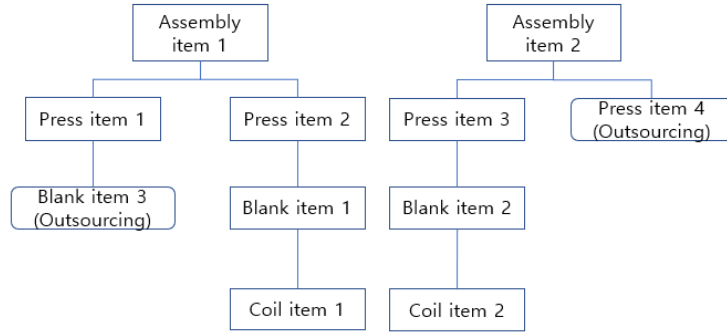 Assembly
item 1
Assembly
item 2
Press item 1
Press item 2
Press item 3
Press item 4
(Outsourcing)
Blank item 3
(Outsourcing)
Blank item 1
Blank item 2
Coil item 1
Coil item 2